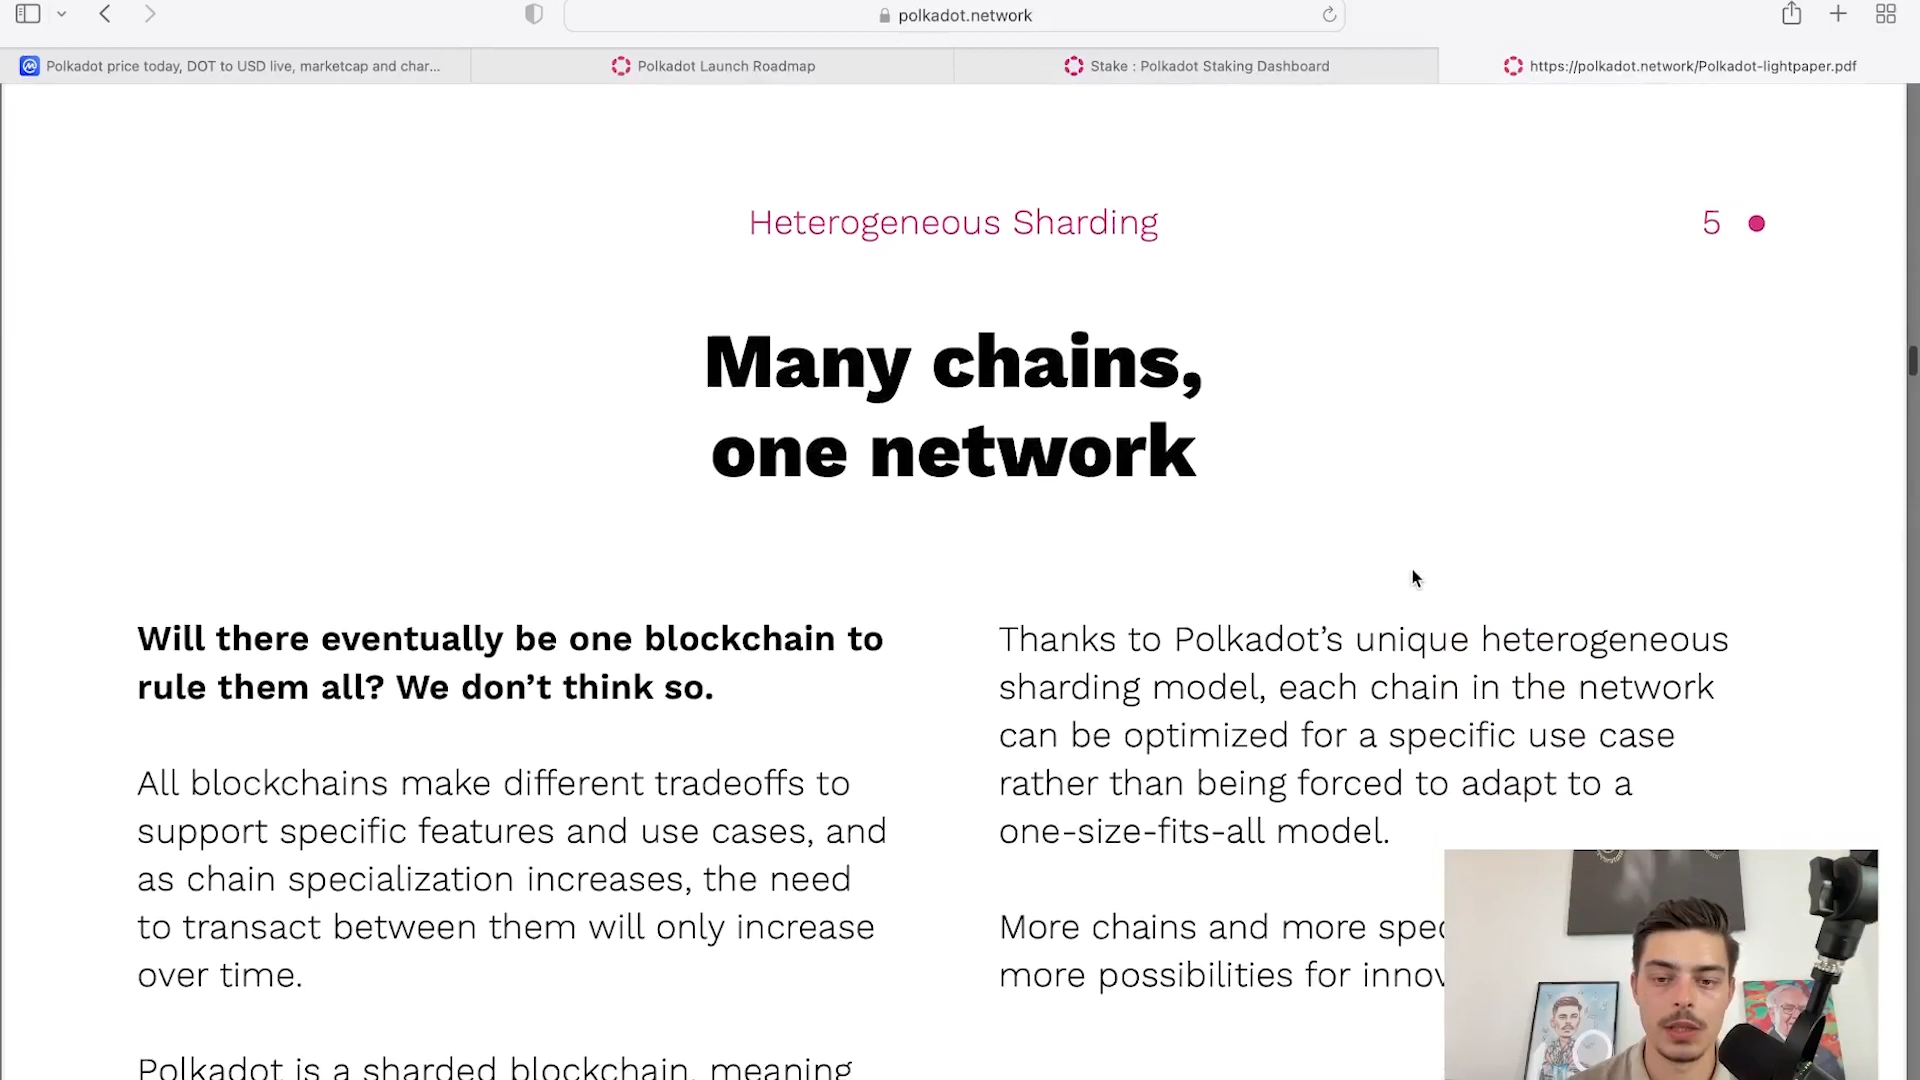 polkadot.network
Polkadot price today, DOT to USD live, marketcap and char...
Polkadot Launch Roadmap
Stake : Polkadot Staking Dashboard
https://polkadot.network/Polkadot-lightpaper.pdf
Heterogeneous Sharding
5
Many chains,
one network
Will there eventually be one blockchain to
rule them all? We don’t think so.
All blockchains make different tradeoffs to
support specific features and use cases, and
as chain specialization increases, the need
to transact between them will only increase
over time.
Polkadot is a sharded blockchain, meaning
Thanks to Polkadot’s unique heterogeneous
sharding model, each chain in the network
can be optimized for a specific use case
rather than being forced to adapt to a
one-size-fits-all model.
More chains and more
more possibilities for